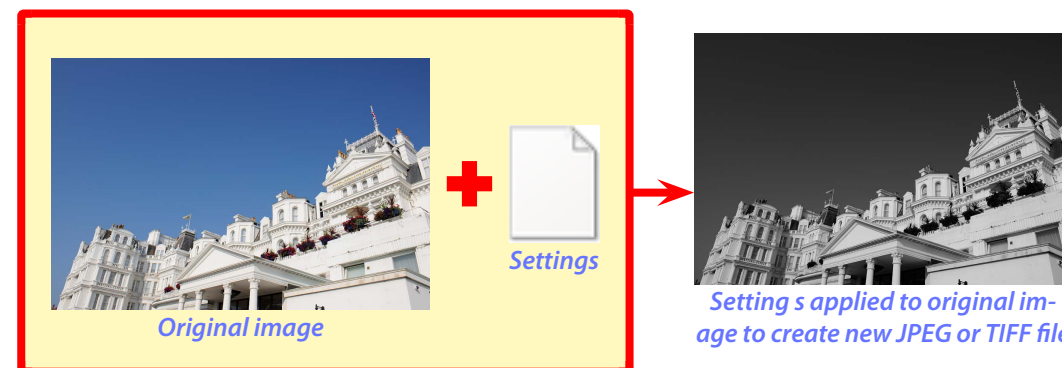 Settings
Original image
Setting s applied to original im-
age to create new JPEG or TIFF file